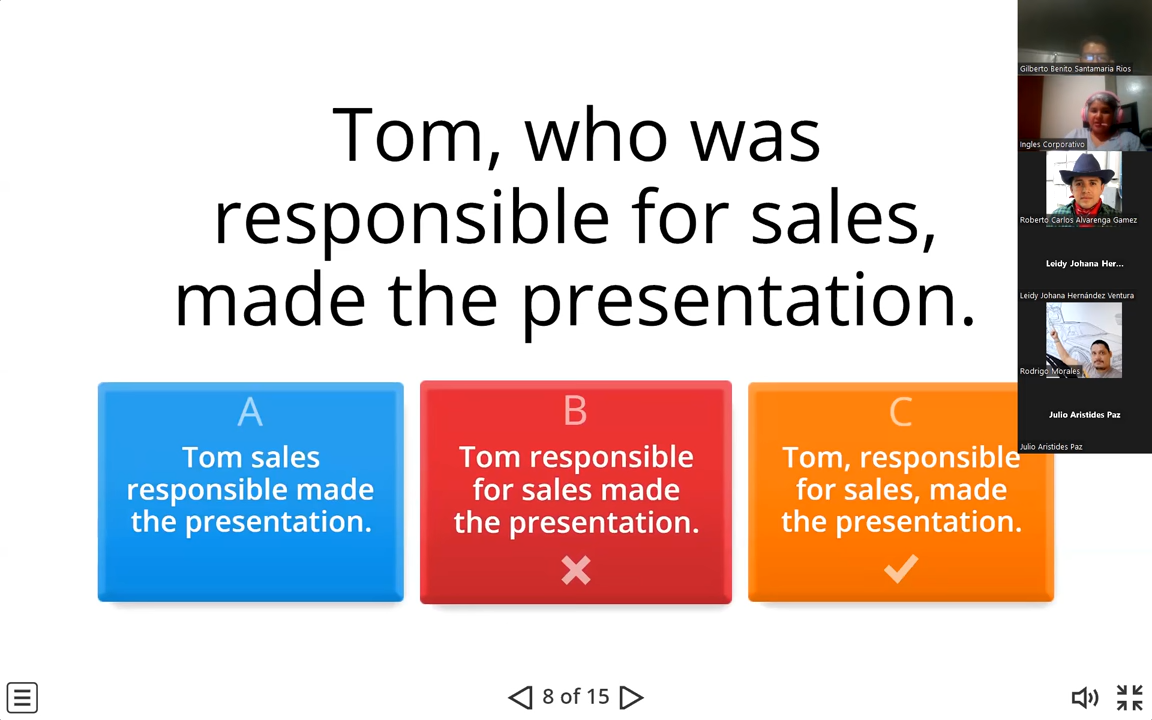 Tom, who was
responsible for sales,
made the presentation.
A
Tom sales
responsible made
the presentation.
B
Tom responsible
for sales made
the presentation.
C
Tom, responsible
for sales, made
the presentation.
8 of 15
Gilberto Benito Santamaria Rios
Ingles Corporativo
Roberto Carlos Alvarenga Gamez
Leidy Johana Her...
Leidy Johana Hernández Ventura
Rodrigo Morales
Julio Aristides Paz
Julio Aristides Paz